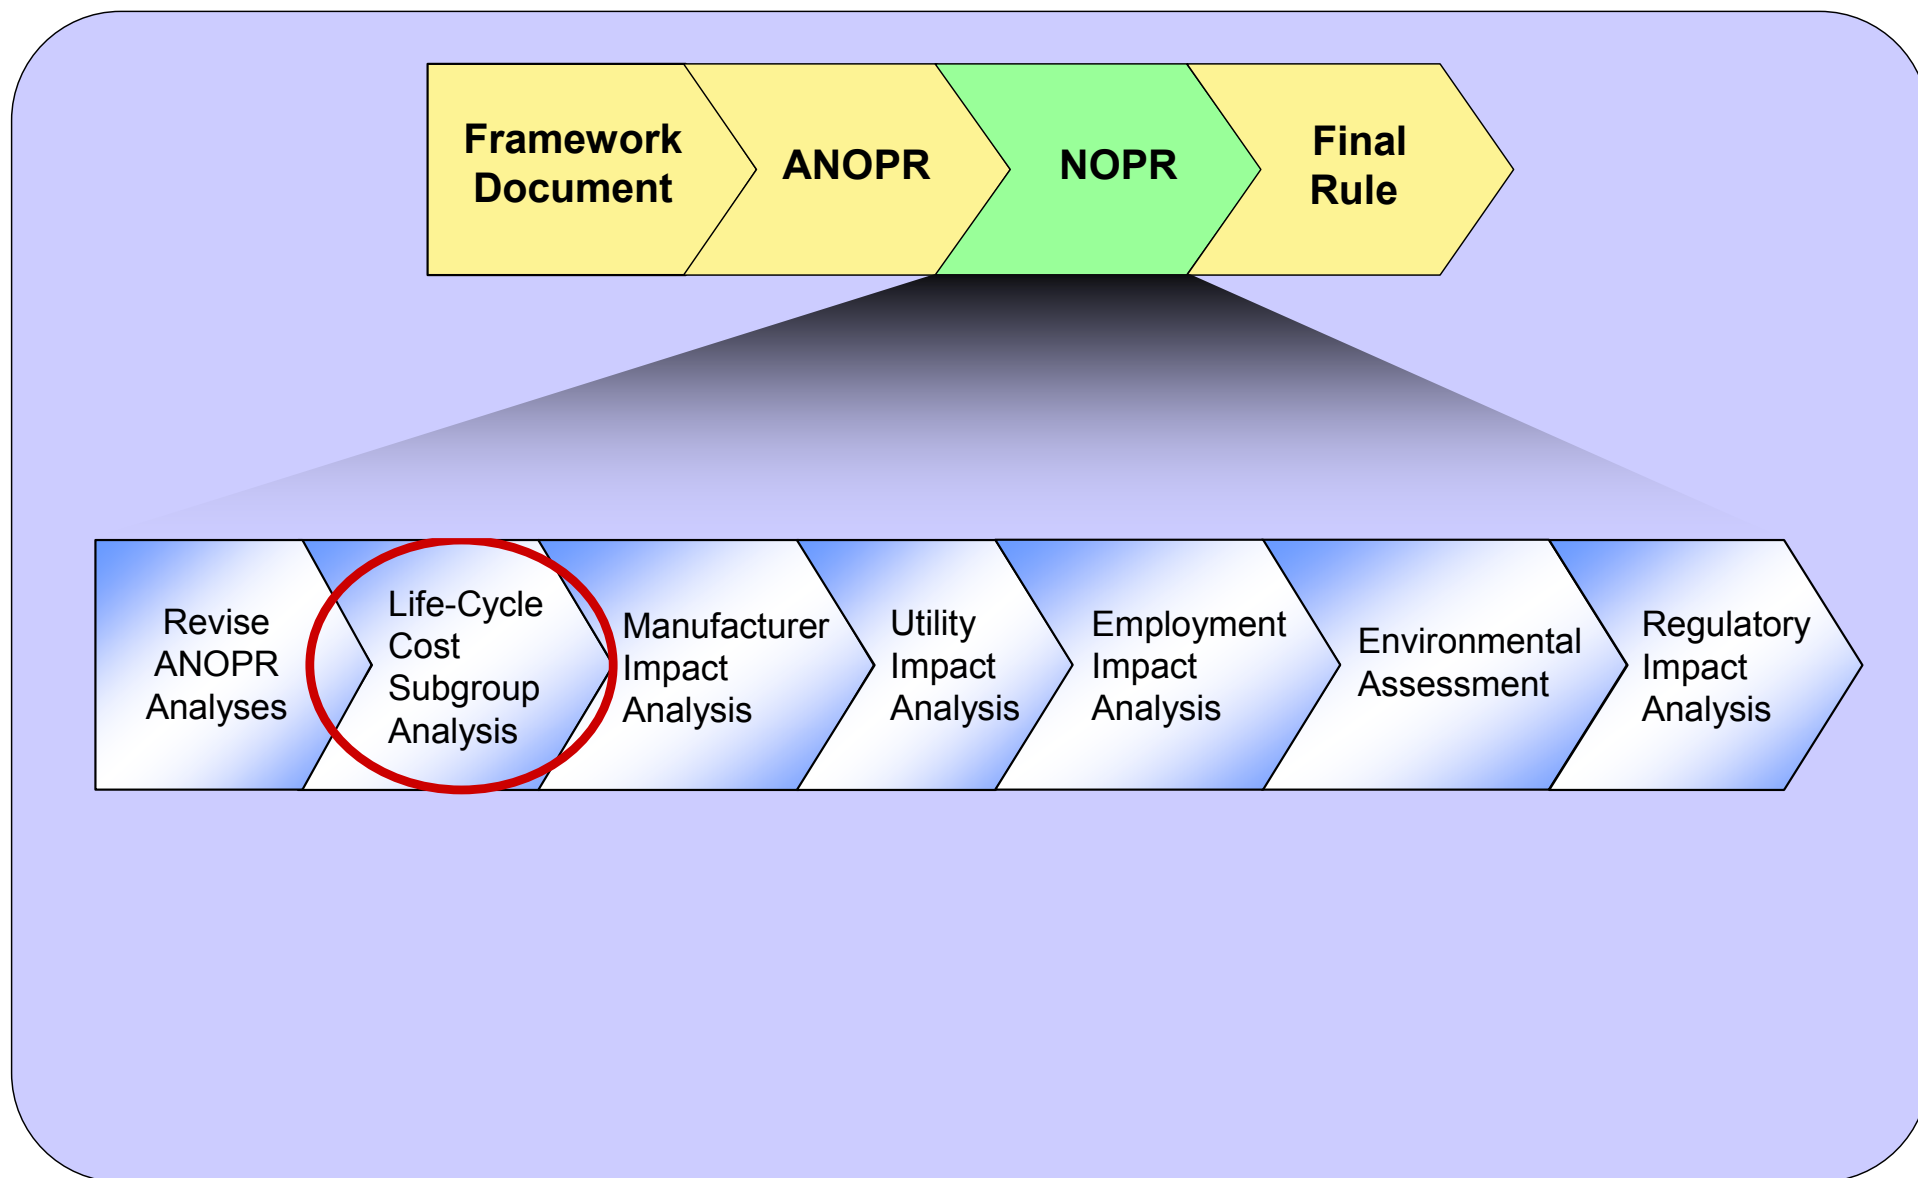 Framework
Document
ANOPR
NOPR
Final
Rule
Revise
ANOPR
Analyses
Life-Cycle
Cost
Subgroup
Analysis
Manufacturer
Impact
Analysis
Utility
Impact
Analysis
Employment
Impact
Analysis
Environmental
Assessment
Regulatory
Impact
Analysis